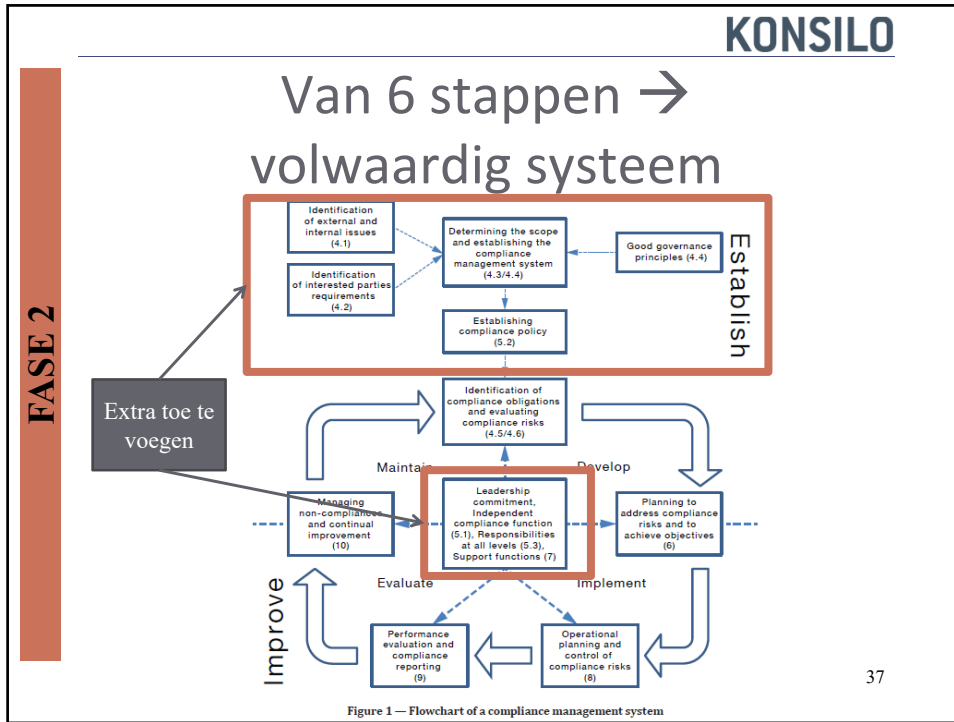 KONSILO
Van 6 stappen →
volwaardig systeem
FASE 2
Identification
of external and
internal issues
(4.1)
Identification
of interested parties
requirements
(4.2)
Determining the scope
and establishing the
compliance
management system
(4.3/4.4)
Good governance
principles (4.4)
Establishing
compliance policy
(5.2)
Establish
Extra toe te
voegen
Identification of
compliance obligations
and evaluating
compliance risks
(4.5/4.6)
Maintain
Develop
Managing
non-compliances
and continual
improvement
(10)
Leadership
commitment,
Independent
compliance function
(5.1), Responsibilities
at all levels (5.3),
Support functions (7)
Planning to
address compliance
risks and to
achieve objectives
(6)
Evaluate
Implement
Improve
Performance
evaluation and
compliance
reporting
(9)
Operational
planning and
control of
compliance risks
(8)
37
Figure 1 — Flowchart of a compliance management system